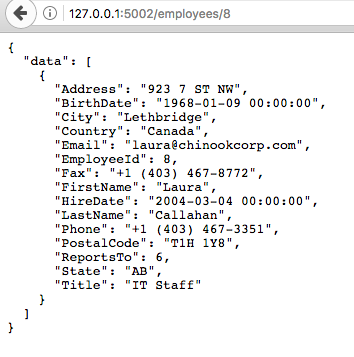 127.0.0.1:5002/employees/8
{
  "data": [
    {
      "Address": "923 7 ST NW",
      "BirthDate": "1968-01-09 00:00:00",
      "City": "Lethbridge",
      "Country": "Canada",
      "Email": "laura@chinookcorp.com",
      "EmployeeId": 8,
      "Fax": "+1 (403) 467-8772",
      "FirstName": "Laura",
      "HireDate": "2004-03-04 00:00:00",
      "LastName": "Callahan",
      "Phone": "+1 (403) 467-3351",
      "PostalCode": "T1H 1Y8",
      "ReportsTo": 6,
      "State": "AB",
      "Title": "IT Staff"
    }
  ]
}